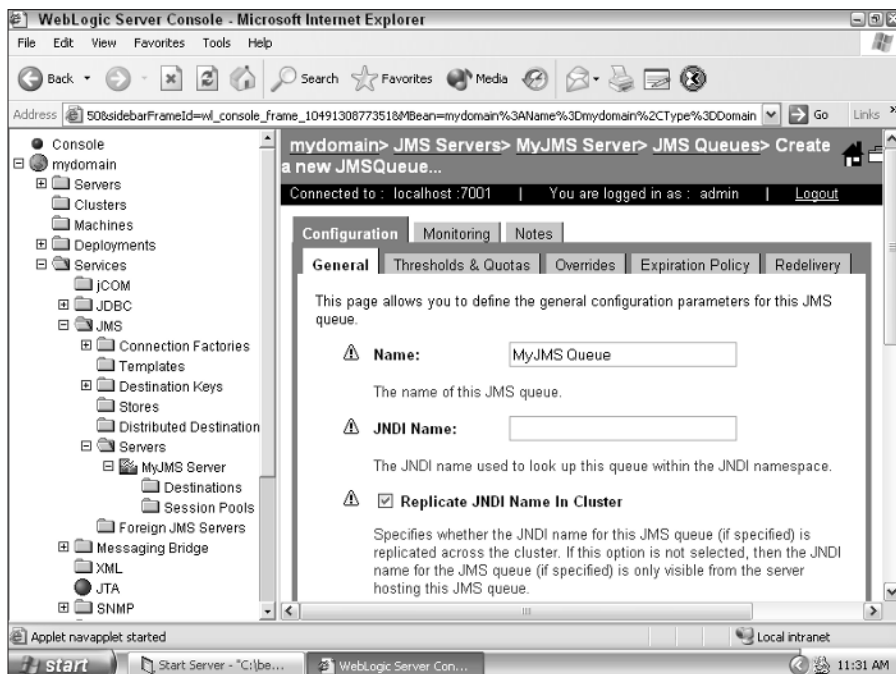 WebLogic Server Console - Microsoft Internet Explorer
File Edit View Favorites Tools Help
Back Search Favorites Media
Address 50&sidebarFrameId=wl_console_frame_1049130877351&MBean=mydomain%3AName%3Dmydomain%2CType%3DDomain Go Links »
Console
mydomain
Servers
Clusters
Machines
Deployments
Services
jCOM
JDBC
JMS
Connection Factories
Templates
Destination Keys
Stores
Distributed Destination
Servers
MyJMS Server
Destinations
Session Pools
Foreign JMS Servers
Messaging Bridge
XML
JTA
SNMP
mydomain> JMS Servers> MyJMS Server> JMS Queues> Create
a new JMSQueue...
Connected to : localhost :7001 | You are logged in as : admin | Logout
Configuration Monitoring Notes
General Thresholds & Quotas Overrides Expiration Policy Redelivery
This page allows you to define the general configuration parameters for this JMS
queue.
Name: MyJMS Queue
The name of this JMS queue.
JNDI Name:
The JNDI name used to look up this queue within the JNDI namespace.
Replicate JNDI Name In Cluster
Specifies whether the JNDI name for this JMS queue (if specified) is
replicated across the cluster. If this option is not selected, then the JNDI
name for the JMS queue (if specified) is only visible from the server
hosting this JMS queue.
Applet navapplet started Local intranet
start Start Server - "C:\be... WebLogic Server Con... 11:31 AM